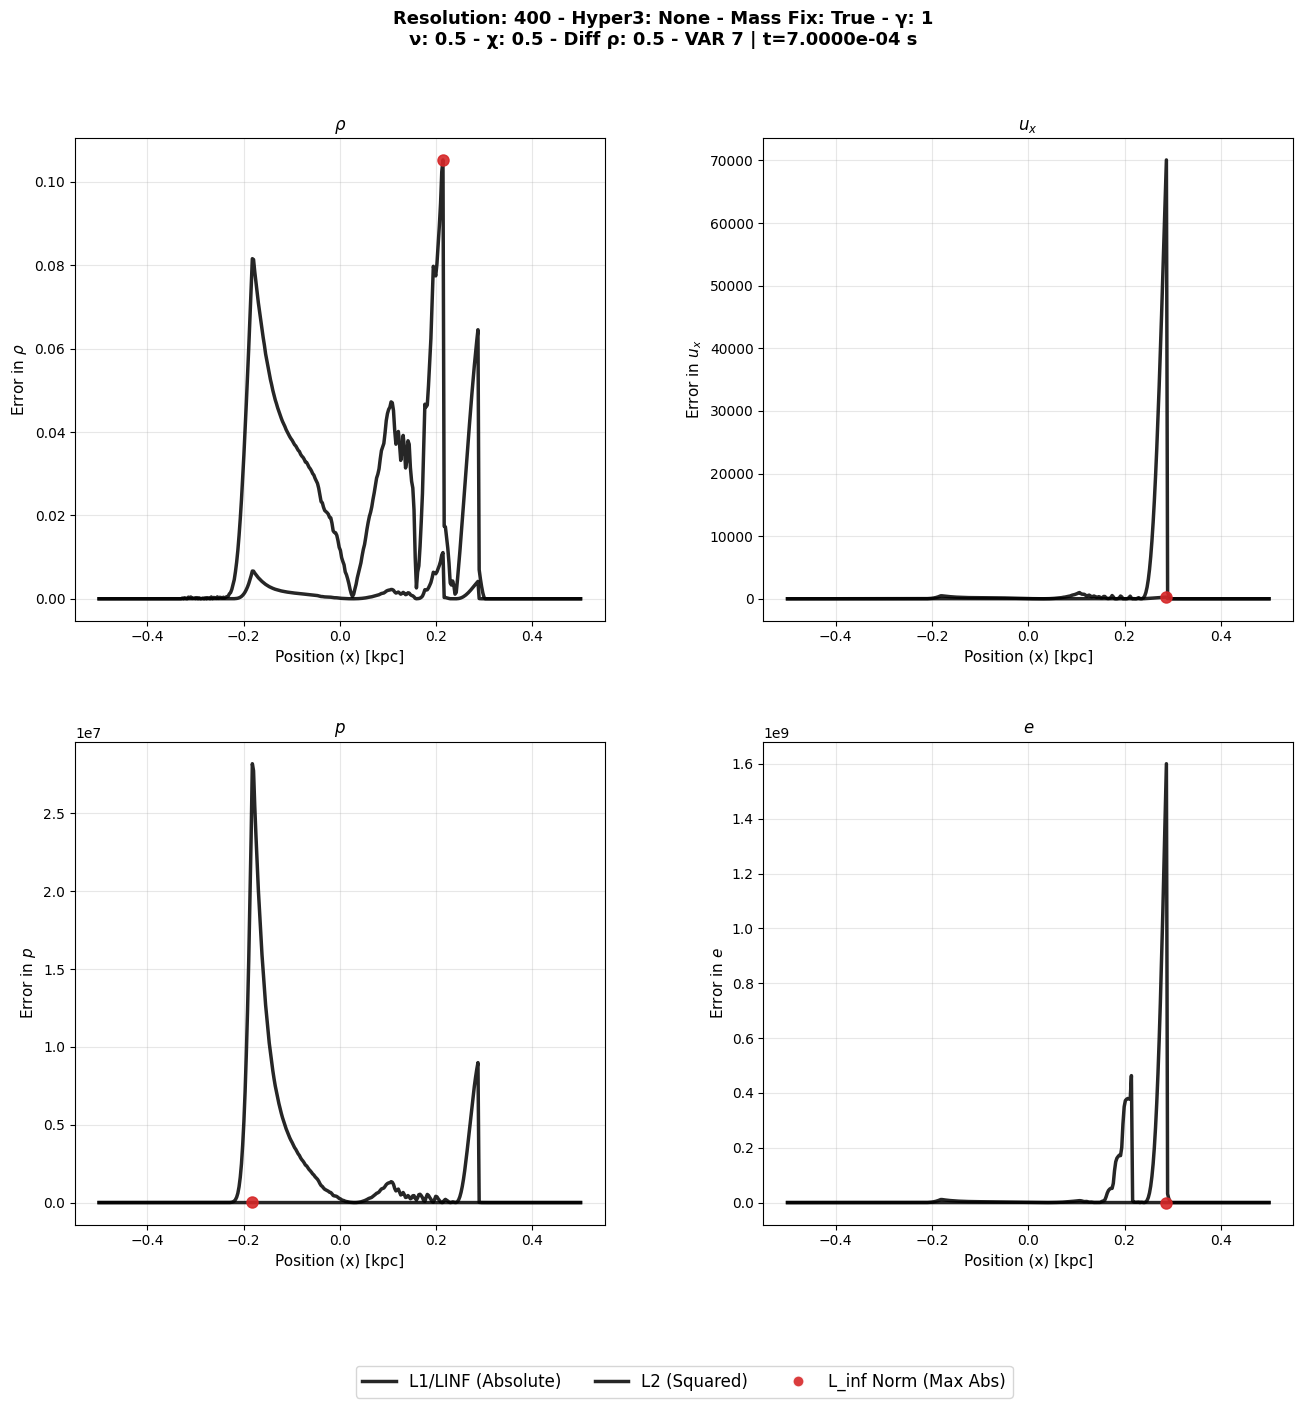 Resolution: 400 - Hyper3: None - Mass Fix: True - γ: 1
ν: 0.5 - χ: 0.5 - Diff ρ: 0.5 - VAR 7 | t=7.0000e-04 s
ρ
0.10
0.08
0.06
0.04
0.02
0.00
Error in ρ
−0.4 −0.2 0.0 0.2 0.4
Position (x) [kpc]
u_x
70000
60000
50000
40000
30000
20000
10000
0
Error in u_x
−0.4 −0.2 0.0 0.2 0.4
Position (x) [kpc]
1e7
p
2.5
2.0
1.5
1.0
0.5
0.0
Error in p
−0.4 −0.2 0.0 0.2 0.4
Position (x) [kpc]
1e9
e
1.6
1.4
1.2
1.0
0.8
0.6
0.4
0.2
0.0
Error in e
−0.4 −0.2 0.0 0.2 0.4
Position (x) [kpc]
L1/LINF (Absolute) L2 (Squared) L_inf Norm (Max Abs)